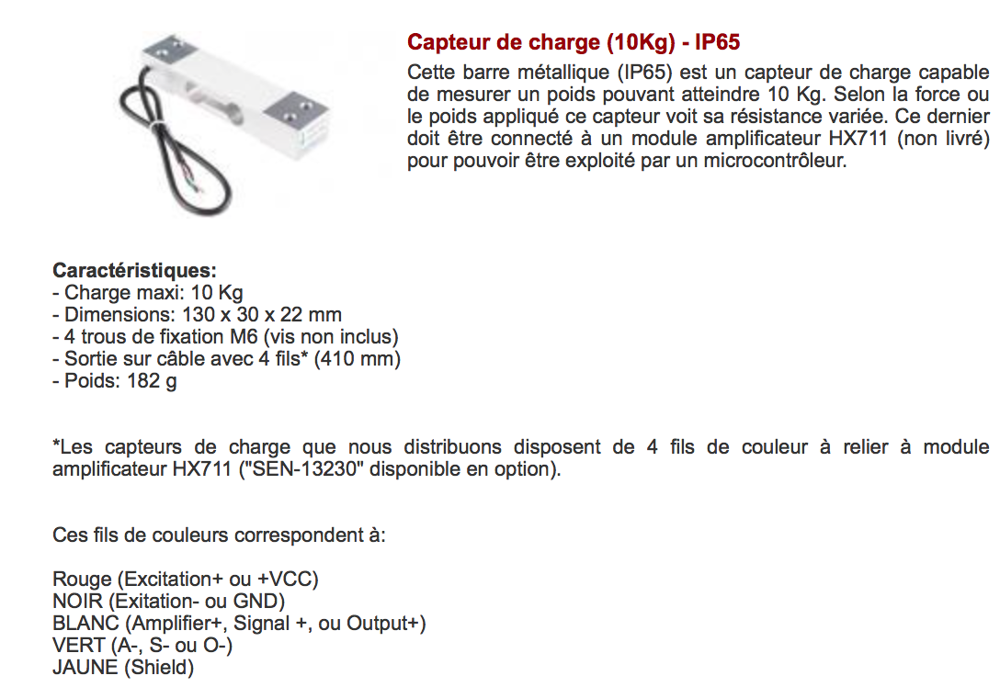 Capteur de charge (10Kg) - IP65
Cette barre métallique (IP65) est un capteur de charge capable
de mesurer un poids pouvant atteindre 10 Kg. Selon la force ou
le poids appliqué ce capteur voit sa résistance variée. Ce dernier
doit être connecté à un module amplificateur HX711 (non livré)
pour pouvoir être exploité par un microcontrôleur.
Caractéristiques:
- Charge maxi: 10 Kg
- Dimensions: 130 x 30 x 22 mm
- 4 trous de fixation M6 (vis non inclus)
- Sortie sur câble avec 4 fils* (410 mm)
- Poids: 182 g
*Les capteurs de charge que nous distribuons disposent de 4 fils de couleur à relier à module
amplificateur HX711 ("SEN-13230" disponible en option).
Ces fils de couleurs correspondent à:
Rouge (Excitation+ ou +VCC)
NOIR (Exitation- ou GND)
BLANC (Amplifier+, Signal +, ou Output+)
VERT (A-, S- ou O-)
JAUNE (Shield)